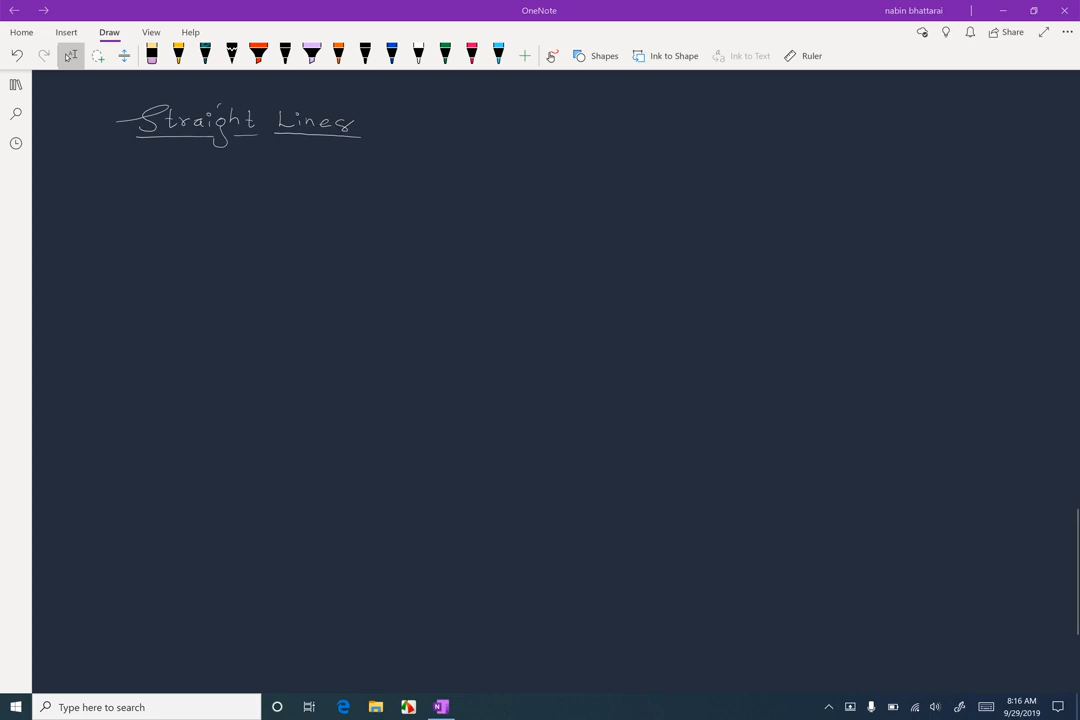 OneNote
nabin bhattarai
Home Insert Draw View Help
Share
Shapes Ink to Shape Ink to Text Ruler
Straight Lines
Type here to search
8:16 AM
9/29/2019